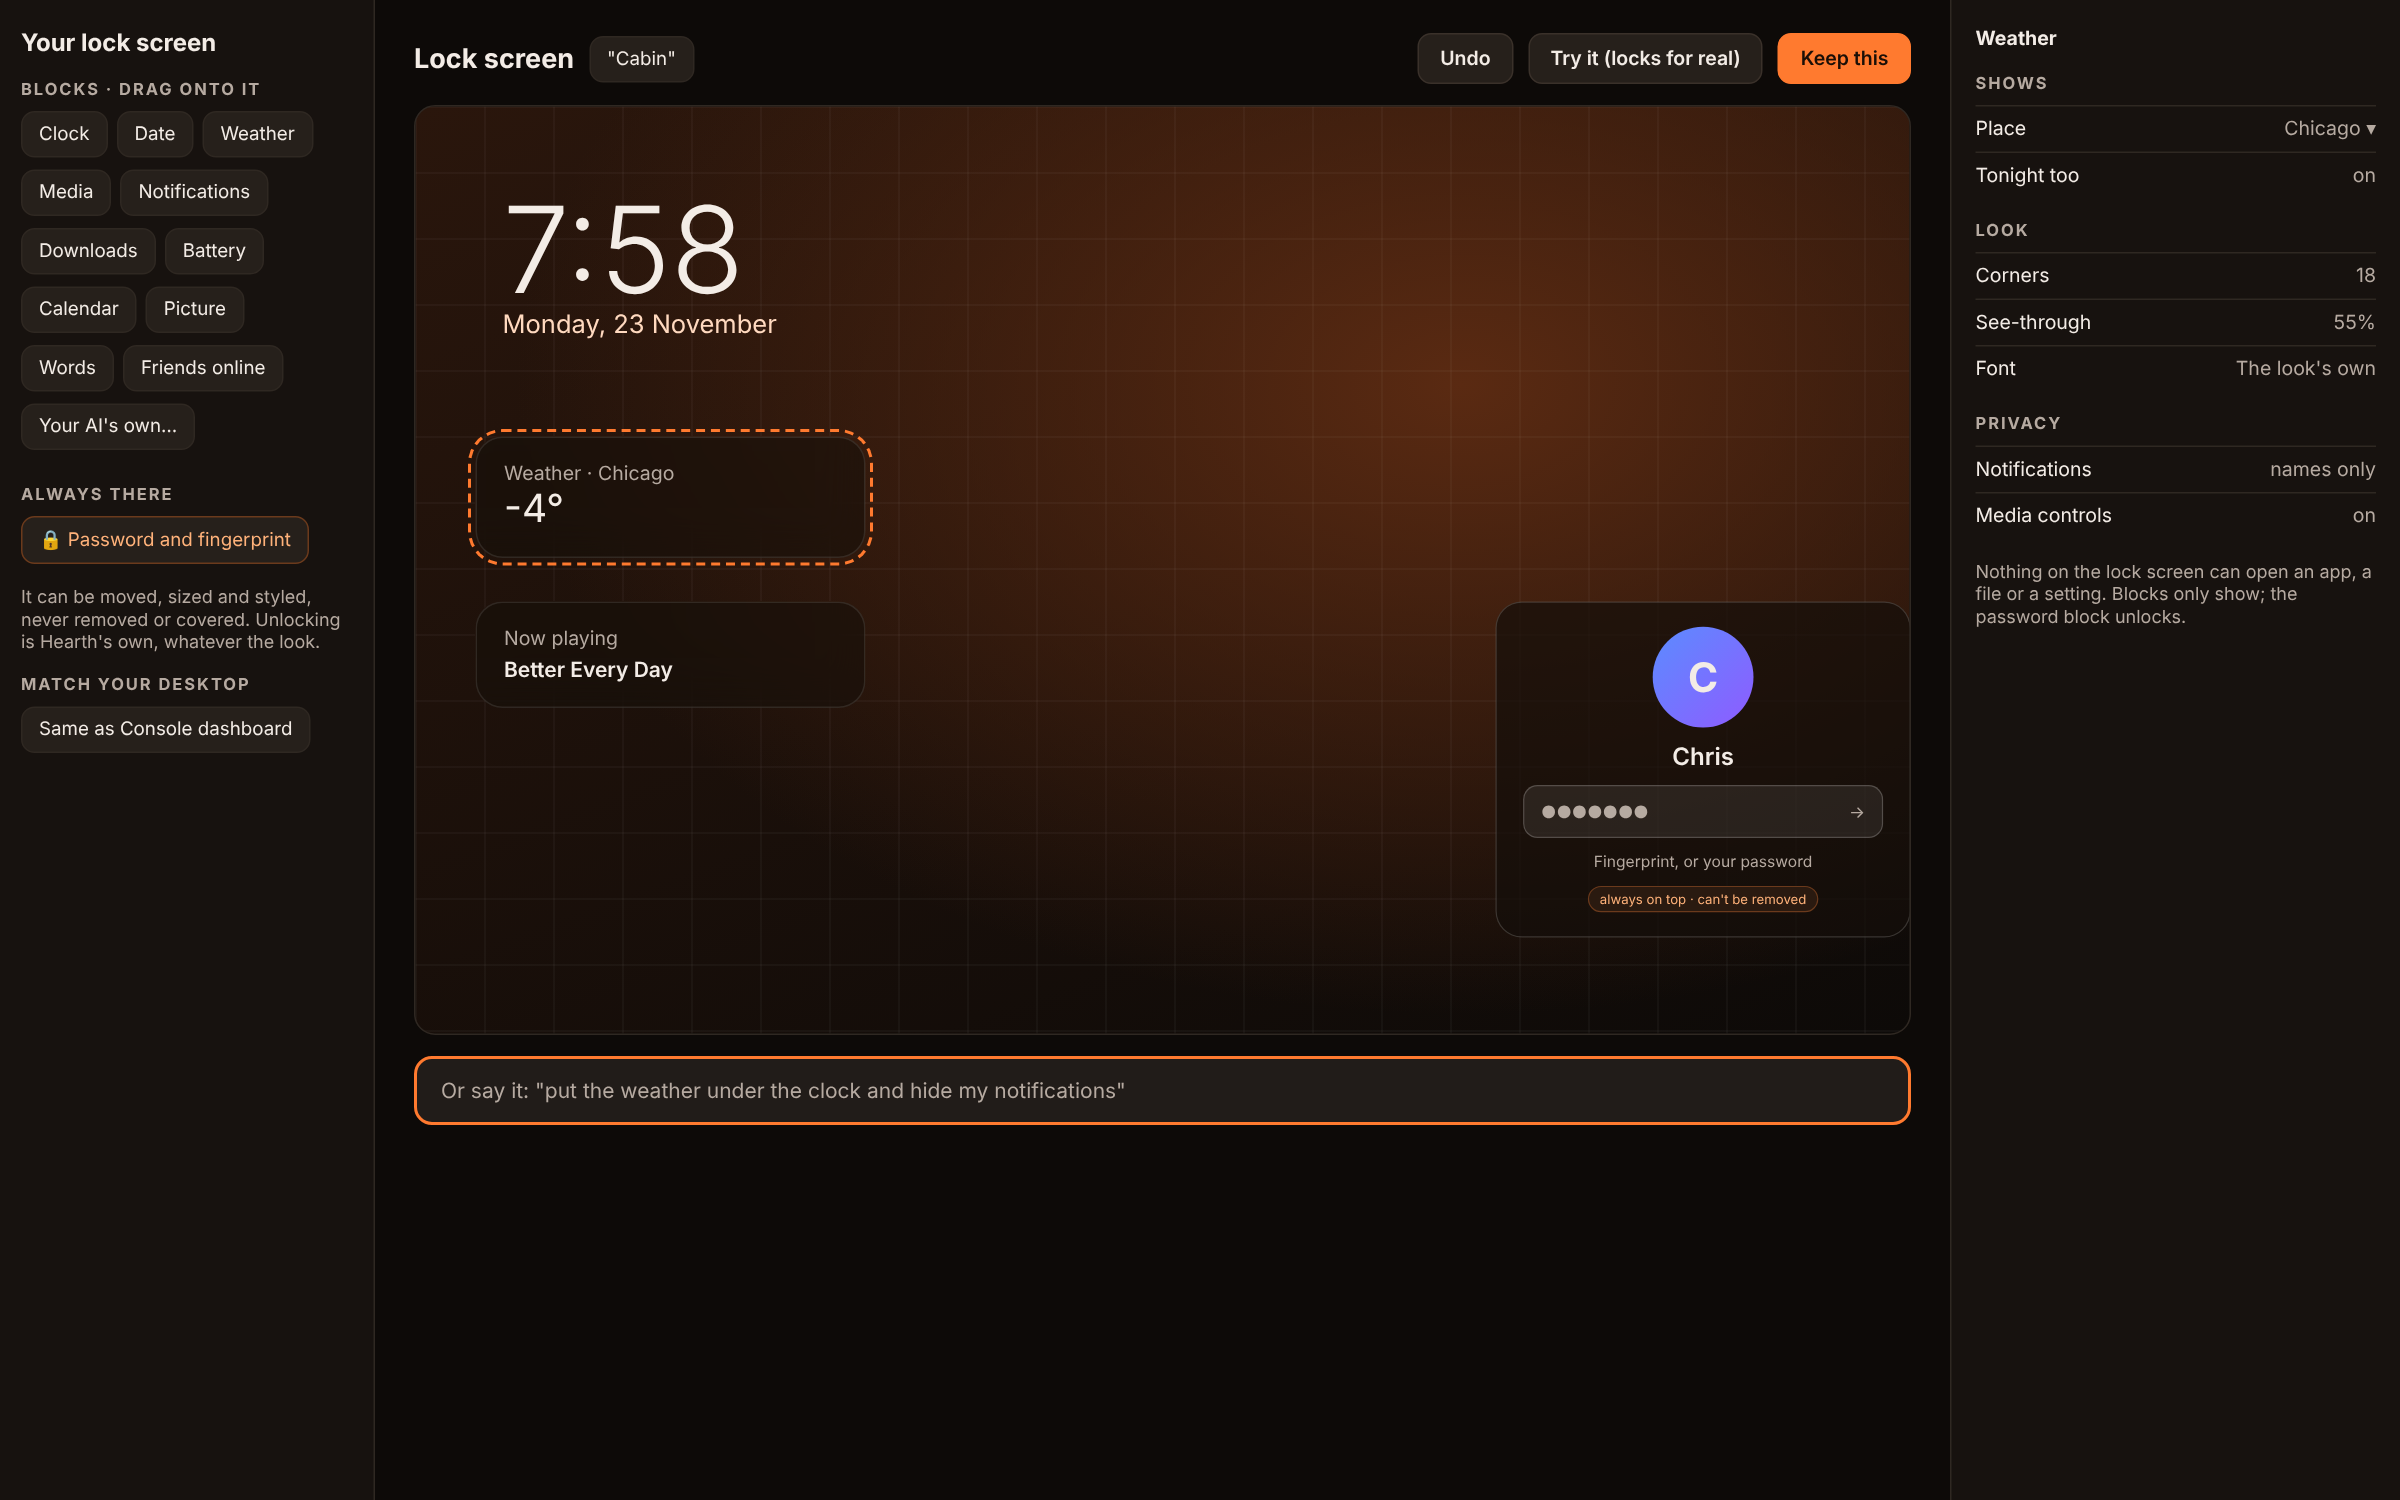 Your lock screen
BLOCKS · DRAG ONTO IT
Clock
Date
Weather
Media
Notifications
Downloads
Battery
Calendar
Picture
Words
Friends online
Your AI's own...
ALWAYS THERE
🔒 Password and fingerprint
It can be moved, sized and styled,
never removed or covered. Unlocking
is Hearth's own, whatever the look.
MATCH YOUR DESKTOP
Same as Console dashboard
Lock screen
"Cabin"
Undo
Try it (locks for real)
Keep this
7:58
Monday, 23 November
Weather · Chicago
-4°
Now playing
Better Every Day
C
Chris
●●●●●●● →
Fingerprint, or your password
always on top · can't be removed
Or say it: "put the weather under the clock and hide my notifications"
Weather
SHOWS
Place Chicago ▾
Tonight too on
LOOK
Corners 18
See-through 55%
Font The look's own
PRIVACY
Notifications names only
Media controls on
Nothing on the lock screen can open an app, a
file or a setting. Blocks only show; the
password block unlocks.